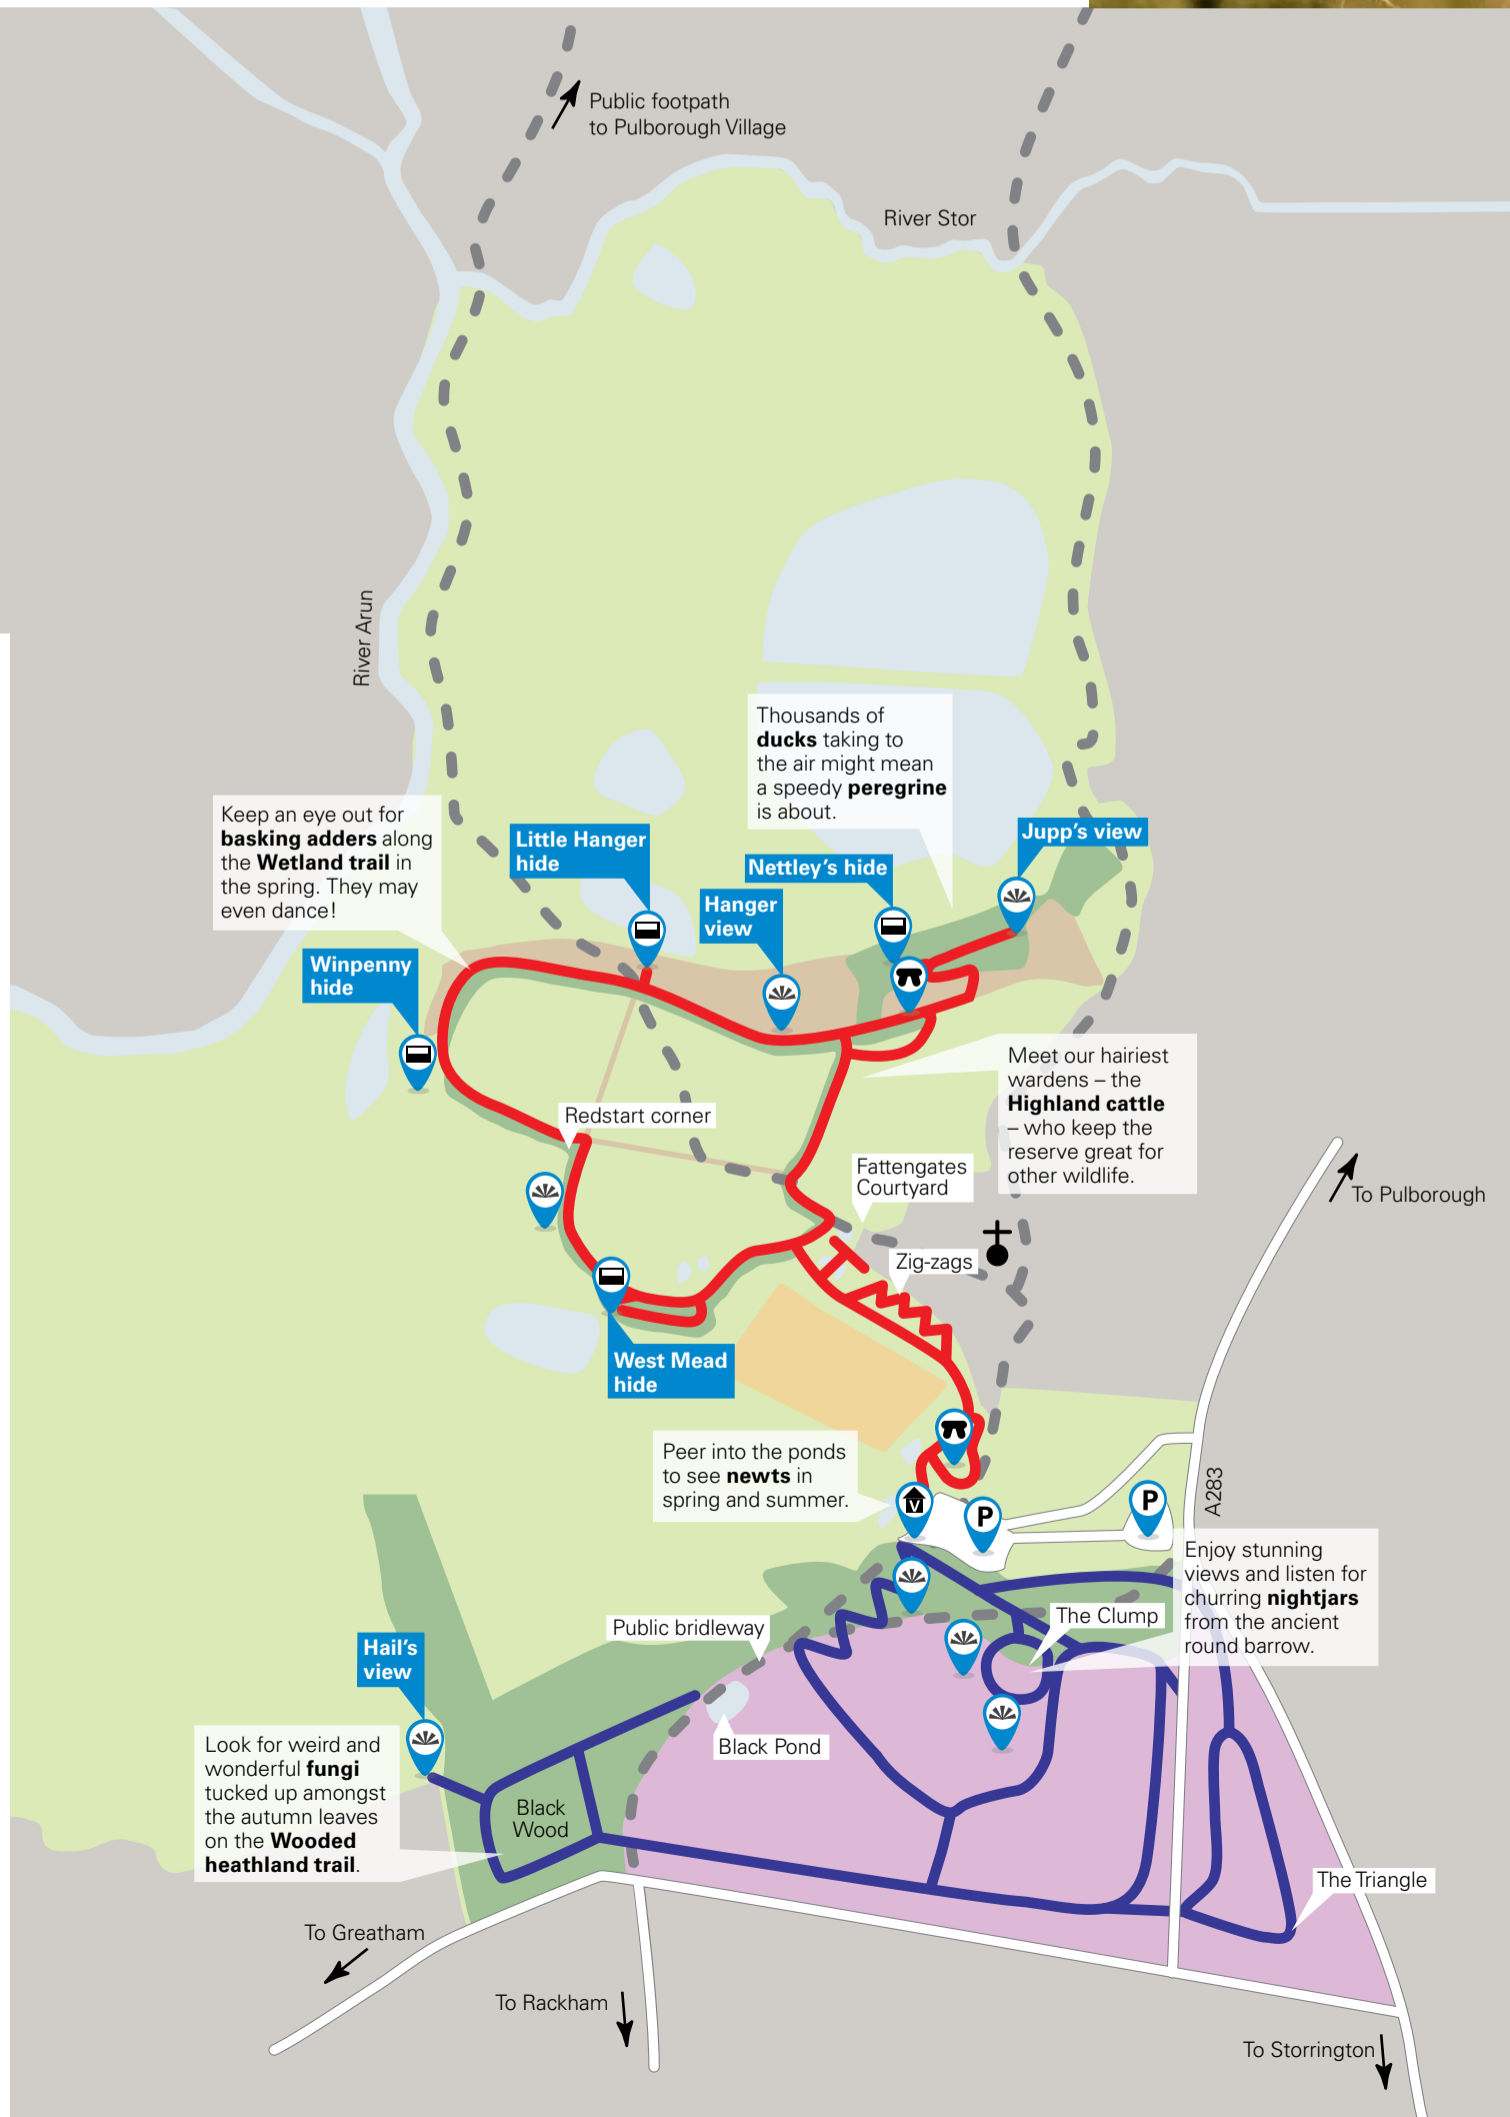 Public footpath
to Pulborough Village
River Stor
River Arun
Thousands of
ducks taking to
the air might mean
a speedy peregrine
is about.
Keep an eye out for
basking adders along
the Wetland trail in
the spring. They may
even dance!
Little Hanger
hide
Jupp's view
Nettley's hide
Hanger
view
Winpenny
hide
Meet our hairiest
wardens – the
Highland cattle
– who keep the
reserve great for
other wildlife.
Redstart corner
Fattengates
Courtyard
To Pulborough
Zig-zags
West Mead
hide
Peer into the ponds
to see newts in
spring and summer.
A283
V
P
P
Enjoy stunning
views and listen for
churring nightjars
from the ancient
round barrow.
The Clump
Public bridleway
Hail's
view
Black Pond
Look for weird and
wonderful fungi
tucked up amongst
the autumn leaves
on the Wooded
heathland trail.
Black
Wood
The Triangle
To Greatham
To Rackham
To Storrington